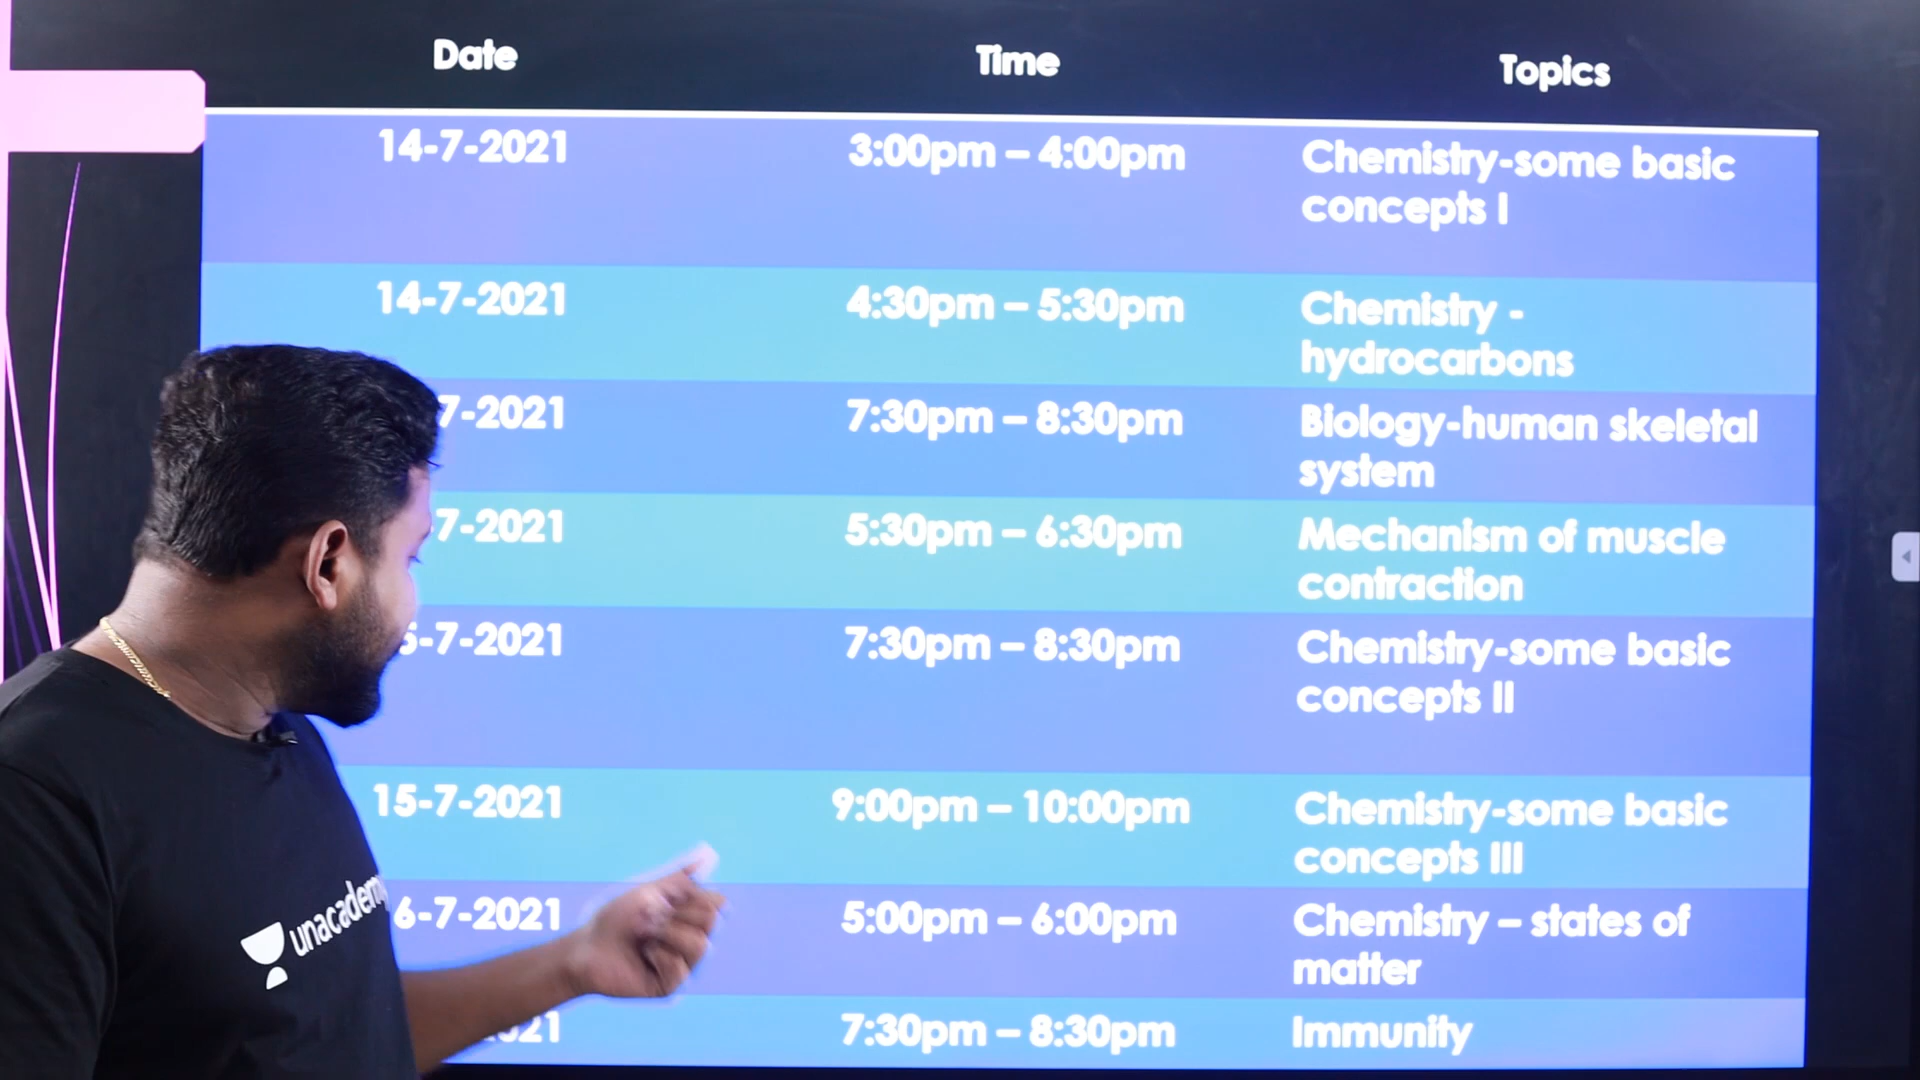 Date Time Topics
14-7-2021 3:00pm – 4:00pm Chemistry-some basic
concepts I
14-7-2021 4:30pm – 5:30pm Chemistry -
hydrocarbons
7-2021 7:30pm – 8:30pm Biology-human skeletal
system
-7-2021 5:30pm – 6:30pm Mechanism of muscle
contraction
5-7-2021 7:30pm – 8:30pm Chemistry-some basic
concepts II
15-7-2021 9:00pm – 10:00pm Chemistry-some basic
concepts III
6-7-2021 5:00pm – 6:00pm Chemistry – states of
matter
21 7:30pm – 8:30pm Immunity
unacademy